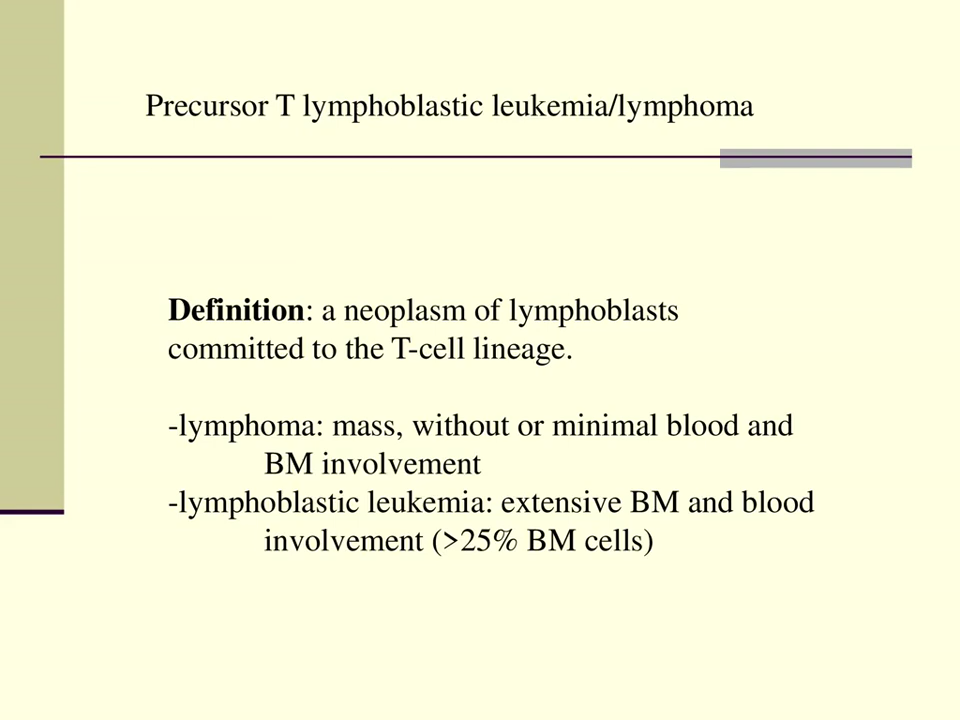 Precursor T lymphoblastic leukemia/lymphoma
Definition: a neoplasm of lymphoblasts
committed to the T-cell lineage.
-lymphoma: mass, without or minimal blood and
BM involvement
-lymphoblastic leukemia: extensive BM and blood
involvement (>25% BM cells)